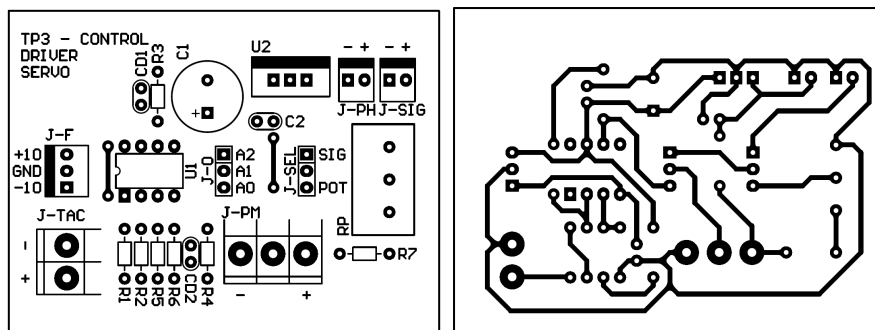 TP3 - CONTROL
DRIVER
SERVO
CD1
R3
C1
U2
- +
- +
J-PH
J-SIG
+
C2
J-F
+10
GND
-10
U1
J-O
A2
A1
A0
J-SEL
SIG
POT
J-TAC
-
+
J-PM
- +
RP
R7
R1
R2
R5
R6
CD2
R4